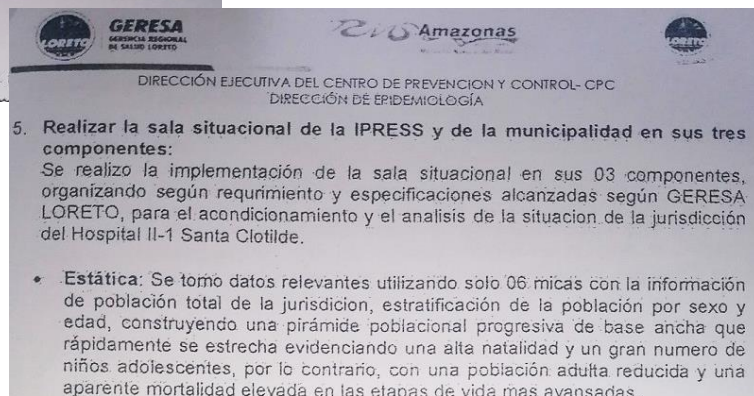 LORETO
GERESA
GERENCIA REGIONAL
DE SALUD LORETO
Amazonas
LORETO
DIRECCIÓN EJECUTIVA DEL CENTRO DE PREVENCION Y CONTROL- CPC
DIRECCIÓN DE EPIDEMIOLOGÍA
5. Realizar la sala situacional de la IPRESS y de la municipalidad en sus tres
componentes:
Se realizo la implementación de la sala situacional en sus 03 componentes,
organizando según requrimiento y especificaciones alcanzadas según GERESA
LORETO, para el acondicionamiento y el analisis de la situacion de la jurisdicción
del Hospital II-1 Santa Clotilde.
• Estática: Se tomo datos relevantes utilizando solo 06 micas con la información
de población total de la jurisdicion, estratificación de la población por sexo y
edad, construyendo una pirámide poblacional progresiva de base ancha que
rápidamente se estrecha evidenciando una alta natalidad y un gran numero de
niños adolescentes, por lo contrario, con una población adulta reducida y una
aparente mortalidad elevada en las etapas de vida mas avansadas